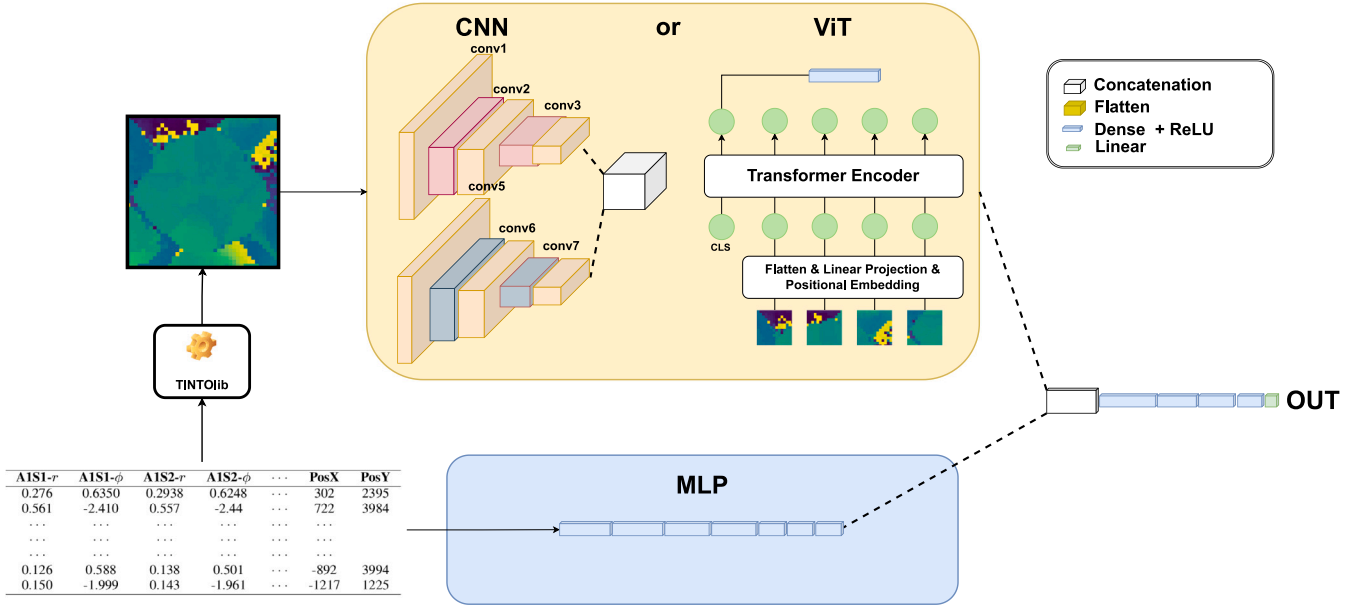 CNN or ViT
conv1
conv2
conv3
conv5
conv6
conv7
Transformer Encoder
CLS
Flatten & Linear Projection &
Positional Embedding
Concatenation
Flatten
Dense + ReLU
Linear
TINTOlib
A1S1-r A1S1-ϕ A1S2-r A1S2-ϕ ··· PosX PosY
0.276 0.6350 0.2938 0.6248 ··· 302 2395
0.561 -2.410 0.557 -2.44 ··· 722 3984
··· ··· ··· ··· ··· ···
··· ··· ··· ··· ··· ···
0.126 0.588 0.138 0.501 ··· -892 3994
0.150 -1.999 0.143 -1.961 ··· -1217 1225
MLP
OUT